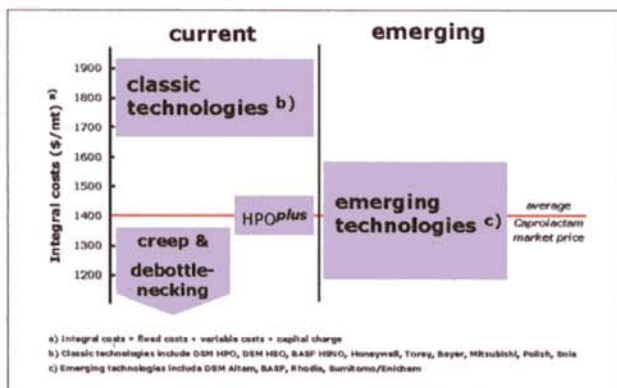 current
emerging
Integral costs ($/mt) a)
1900
1800
1700
1600
1500
1400
1300
1200
classic
technologies b)
HPOplus
creep &
debottle-
necking
emerging
technologies c)
average
Caprolactam
market price
a) Integral costs = fixed costs + variable costs + capital charge
b) Classic technologies include DSM HPO, DSM HSO, BASF HSNO, Honeywell, Toray, Bayer, Mitsubishi, Polish, Snia
c) Emerging technologies include DSM Altam, BASF, Rhodia, Sumitomo/Enichem